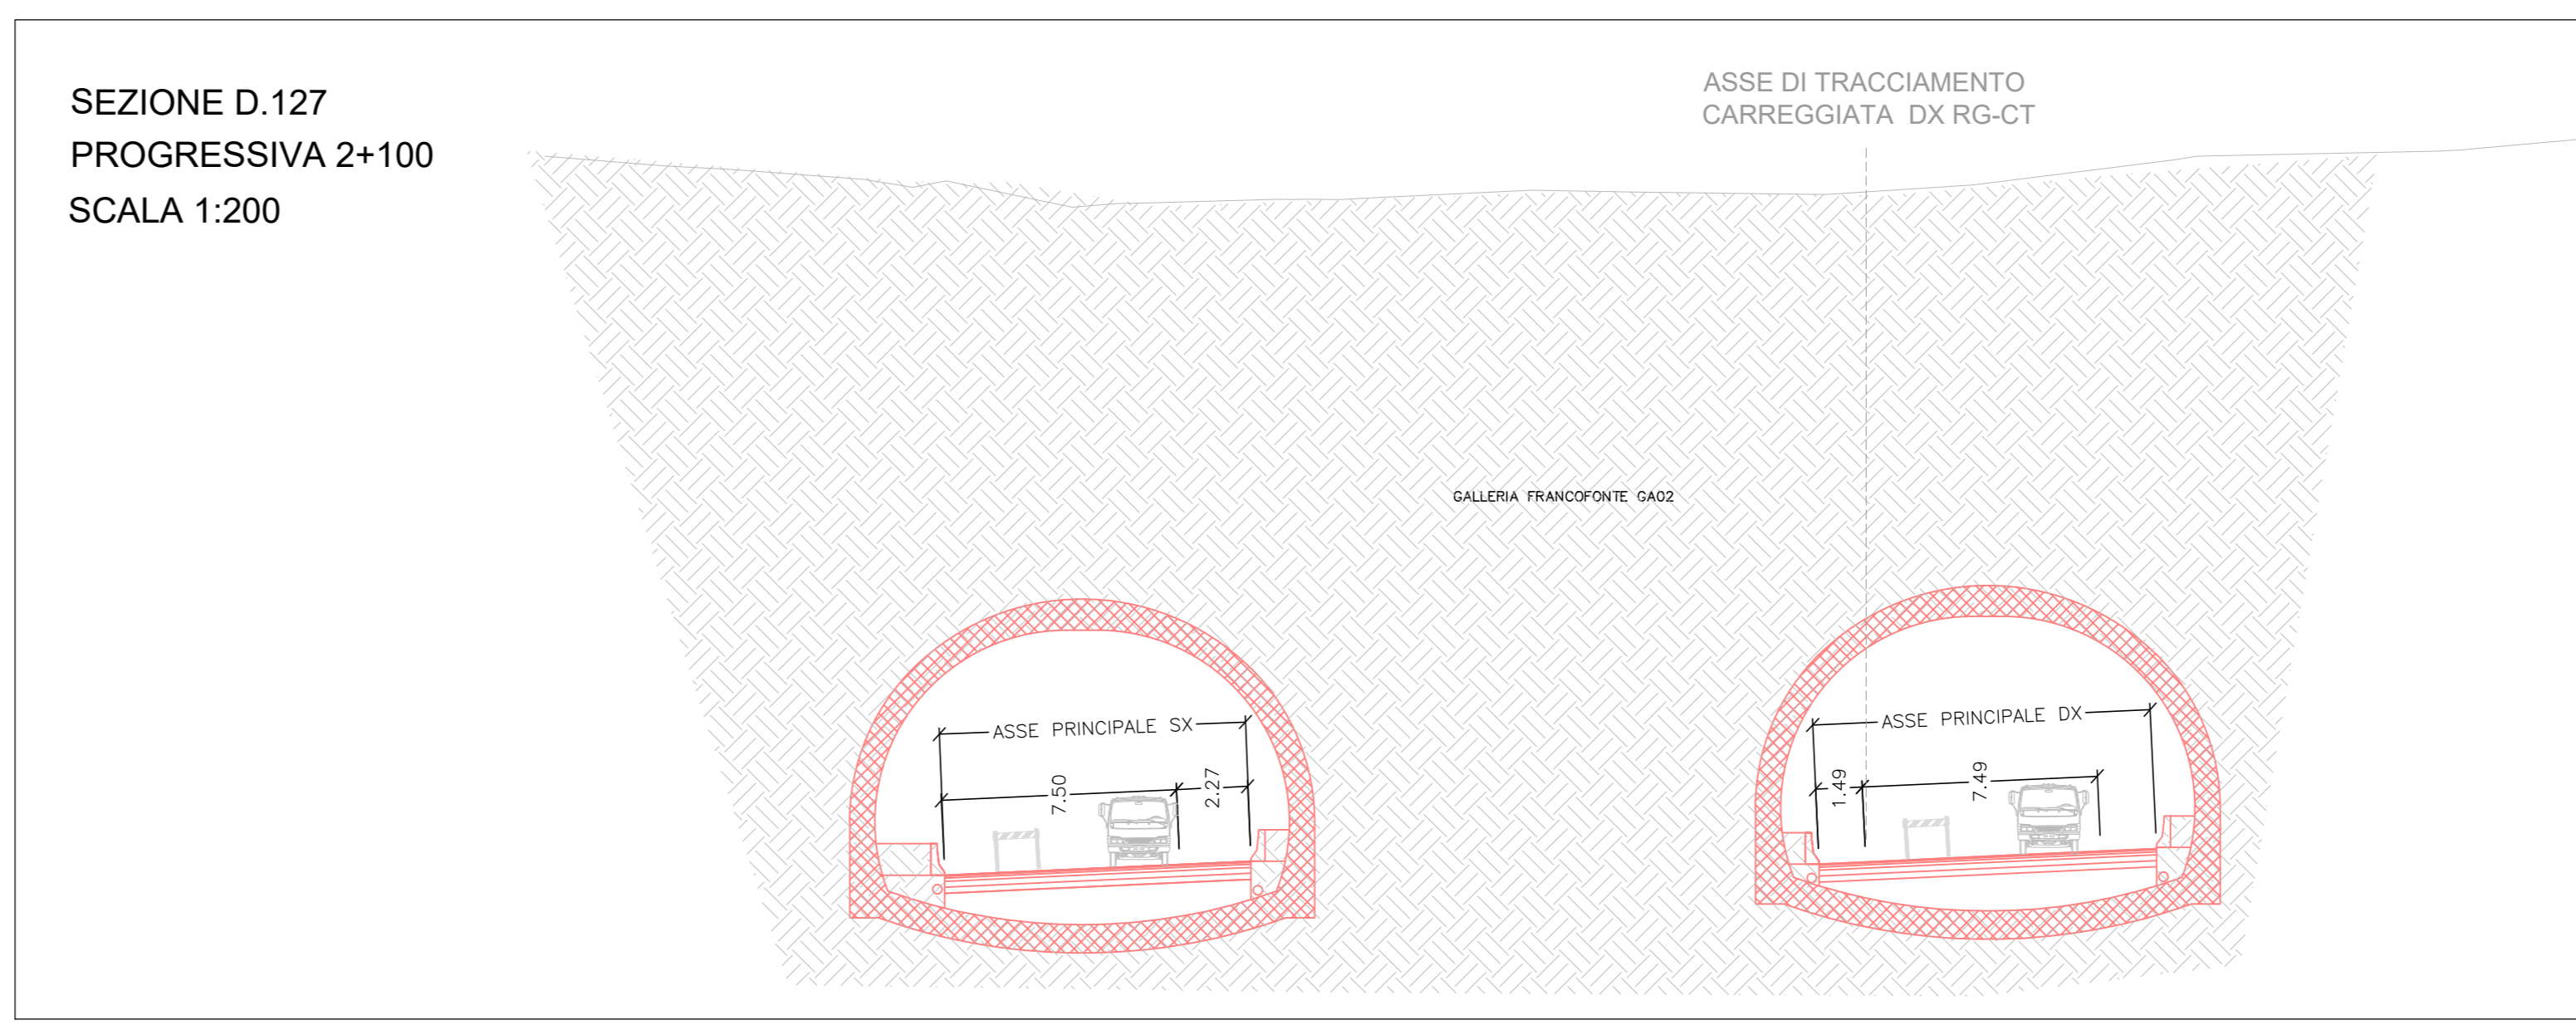 SEZIONE D.127
PROGRESSIVA 2+100
SCALA 1:200
ASSE DI TRACCIAMENTO
CARREGGIATA DX RG-CT
GALLERIA FRANCOFONTE GA02
ASSE PRINCIPALE SX
7.50
2.27
ASSE PRINCIPALE DX
1.49
7.49